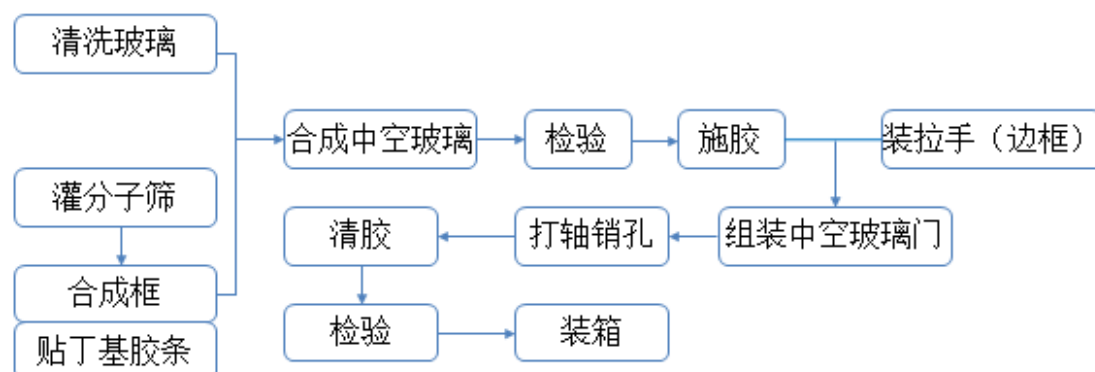 清洗玻璃
灌分子筛
合成框
贴丁基胶条
合成中空玻璃
检验
施胶
装拉手（边框）
组装中空玻璃门
打轴销孔
清胶
检验
装箱